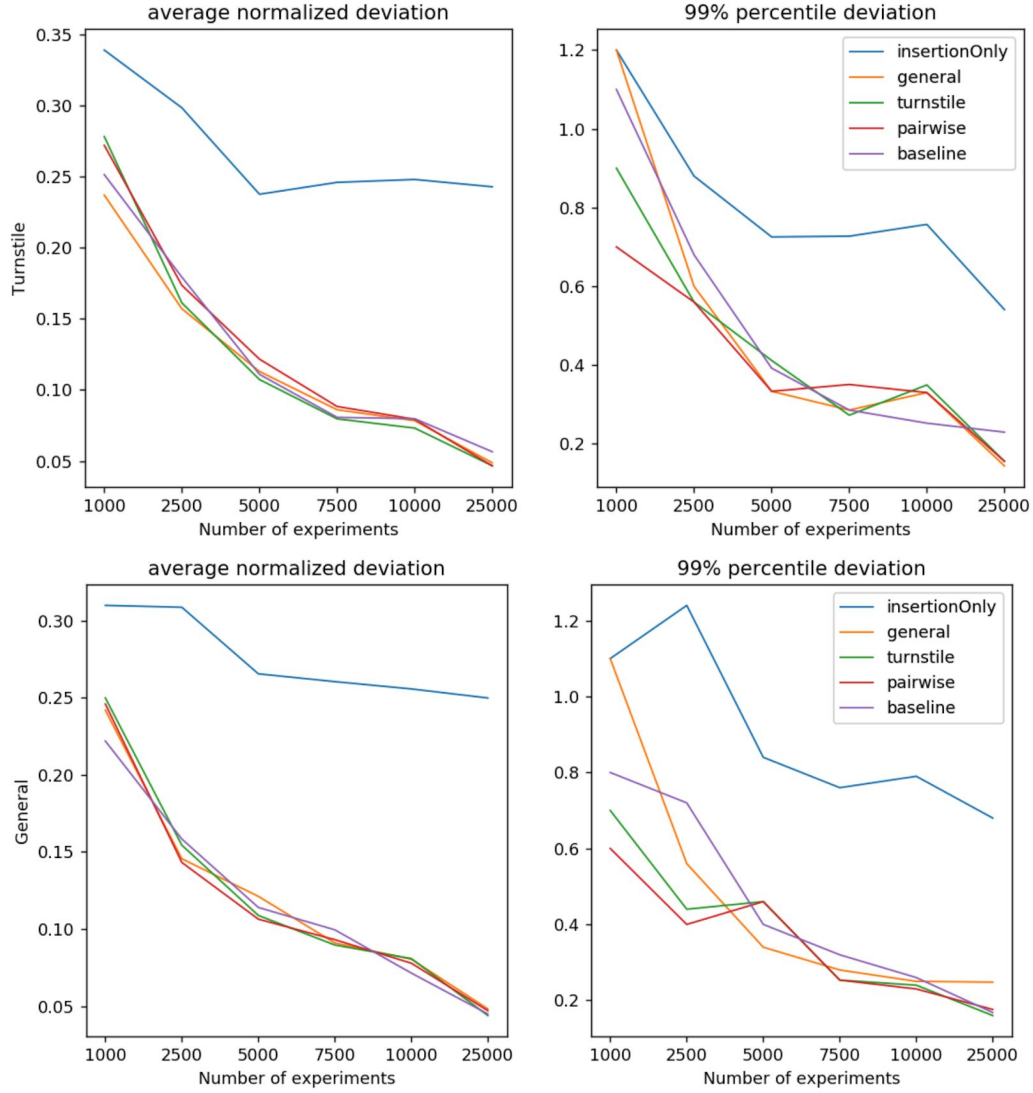 average normalized deviation
99% percentile deviation
0.35
0.30
0.25
0.20
0.15
0.10
0.05
Turnstile
1000 2500 5000 7500 10000 25000
Number of experiments
1.2
1.0
0.8
0.6
0.4
0.2
insertionOnly
general
turnstile
pairwise
baseline
1000 2500 5000 7500 10000 25000
Number of experiments
average normalized deviation
99% percentile deviation
0.30
0.25
0.20
0.15
0.10
0.05
General
1000 2500 5000 7500 10000 25000
Number of experiments
1.2
1.0
0.8
0.6
0.4
0.2
insertionOnly
general
turnstile
pairwise
baseline
1000 2500 5000 7500 10000 25000
Number of experiments